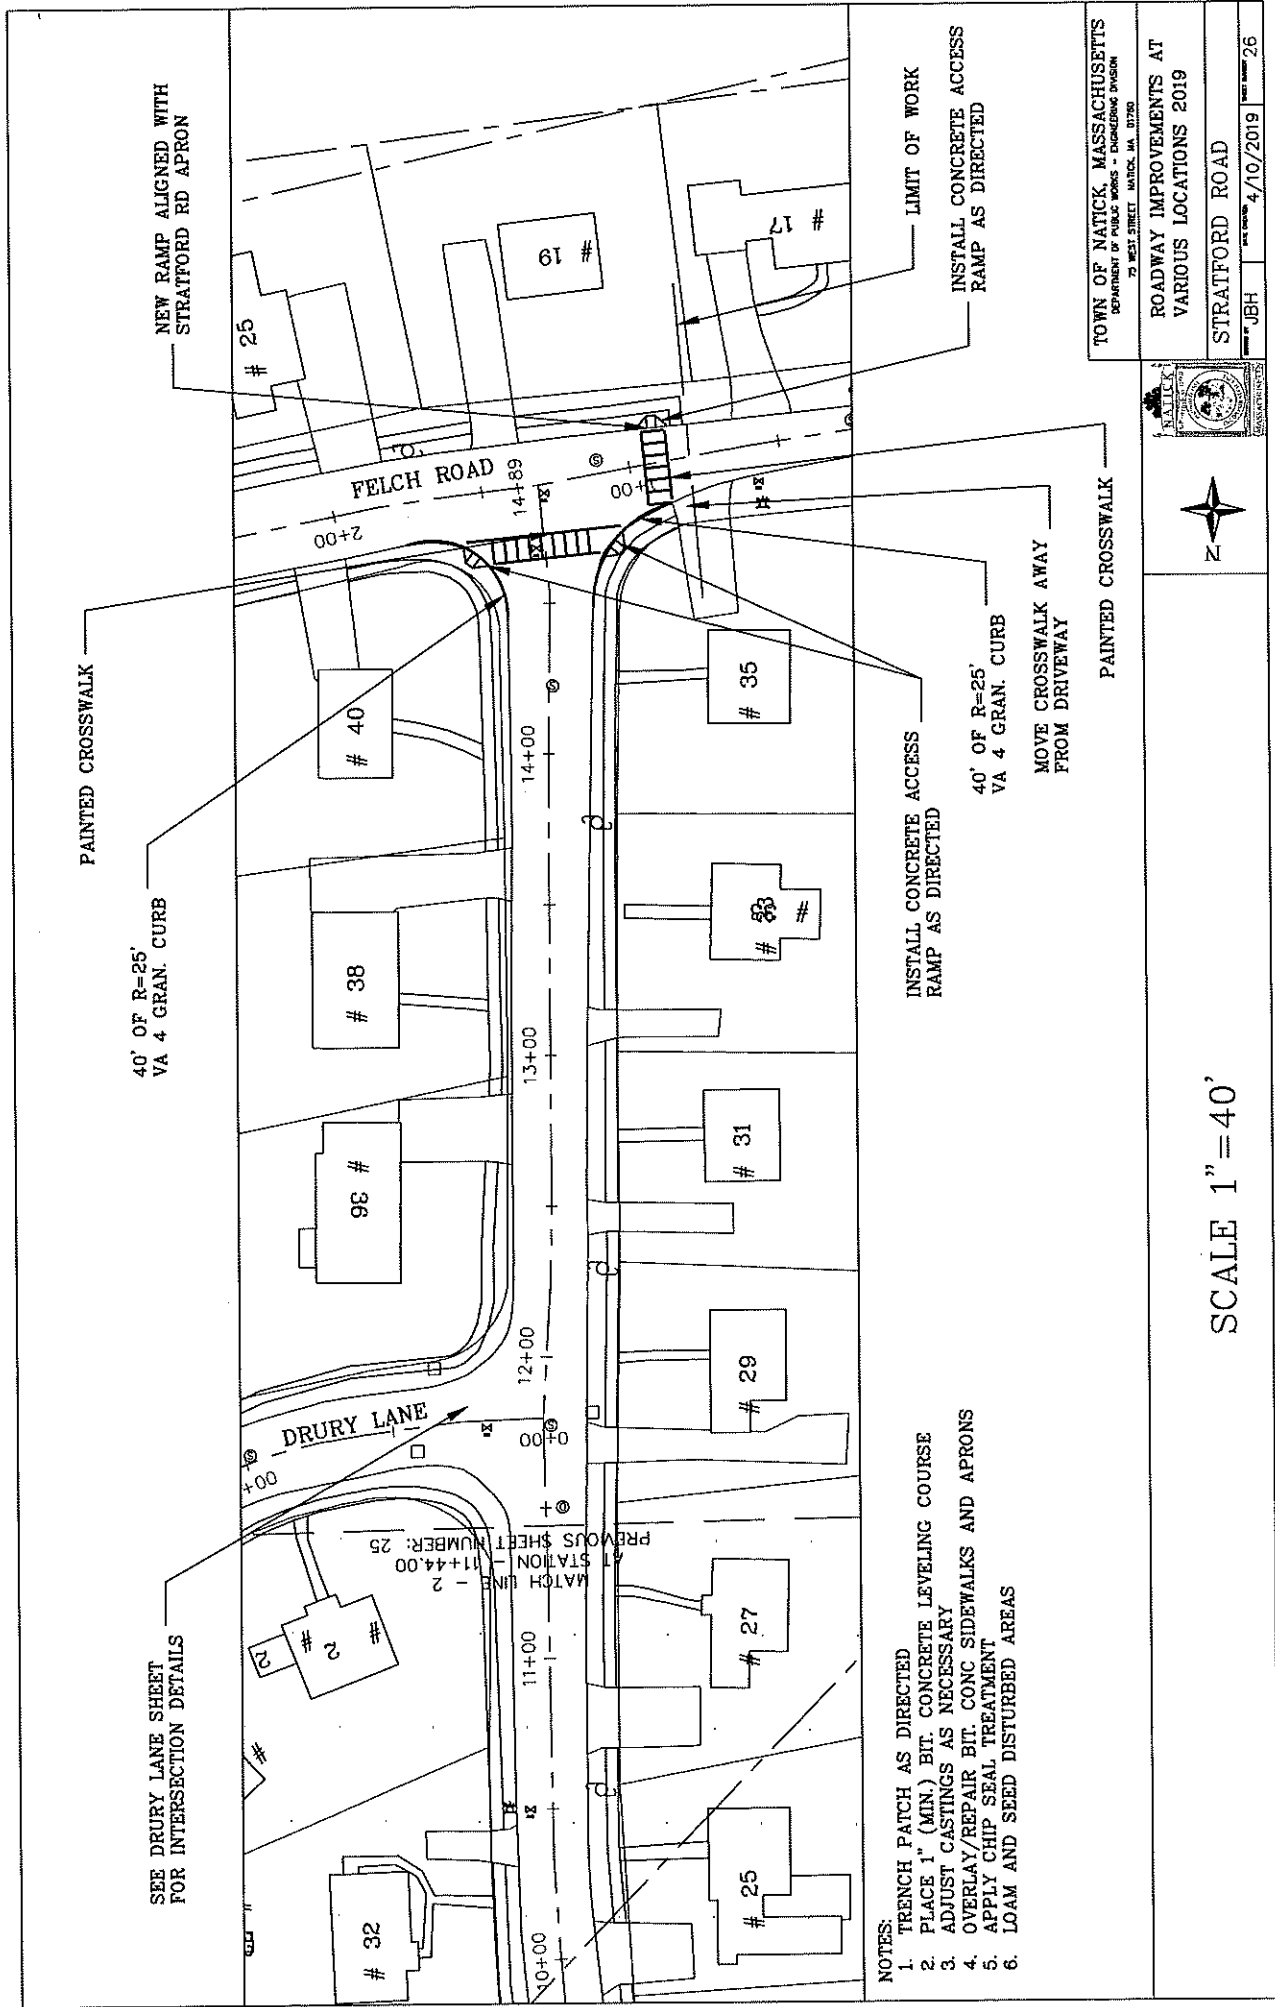 SEE DRURY LANE SHEET
FOR INTERSECTION DETAILS
40' OF R=25'
VA 4 GRAN. CURB
PAINTED CROSSWALK
NEW RAMP ALIGNED WITH
STRATFORD RD APRON
# 32
#
2
# 2 #
# 36
# 38
# 40
# 25
# 19
# 17
DRURY LANE
+00
0+00
FELCH ROAD
2+00
14+89
+00
MATCH LINE - 2
AT STATION - 11+44.00
PREVIOUS SHEET NUMBER: 25
10+00
11+00
12+00
13+00
14+00
# 25
# 27
# 29
# 31
# 33 #
# 35
LIMIT OF WORK
INSTALL CONCRETE ACCESS
RAMP AS DIRECTED
INSTALL CONCRETE ACCESS
RAMP AS DIRECTED
40' OF R=25'
VA 4 GRAN. CURB
MOVE CROSSWALK AWAY
FROM DRIVEWAY
PAINTED CROSSWALK
NOTES:
1. TRENCH PATCH AS DIRECTED
2. PLACE 1" (MIN.) BIT. CONCRETE LEVELING COURSE
3. ADJUST CASTINGS AS NECESSARY
4. OVERLAY/REPAIR BIT. CONC SIDEWALKS AND APRONS
5. APPLY CHIP SEAL TREATMENT
6. LOAM AND SEED DISTURBED AREAS
SCALE 1"=40'
N
NATICK
MASSACHUSETTS
TOWN OF NATICK, MASSACHUSETTS
DEPARTMENT OF PUBLIC WORKS - ENGINEERING DIVISION
75 WEST STREET NATICK, MA 01760
ROADWAY IMPROVEMENTS AT
VARIOUS LOCATIONS 2019
STRATFORD ROAD
JBH
4/10/2019
26